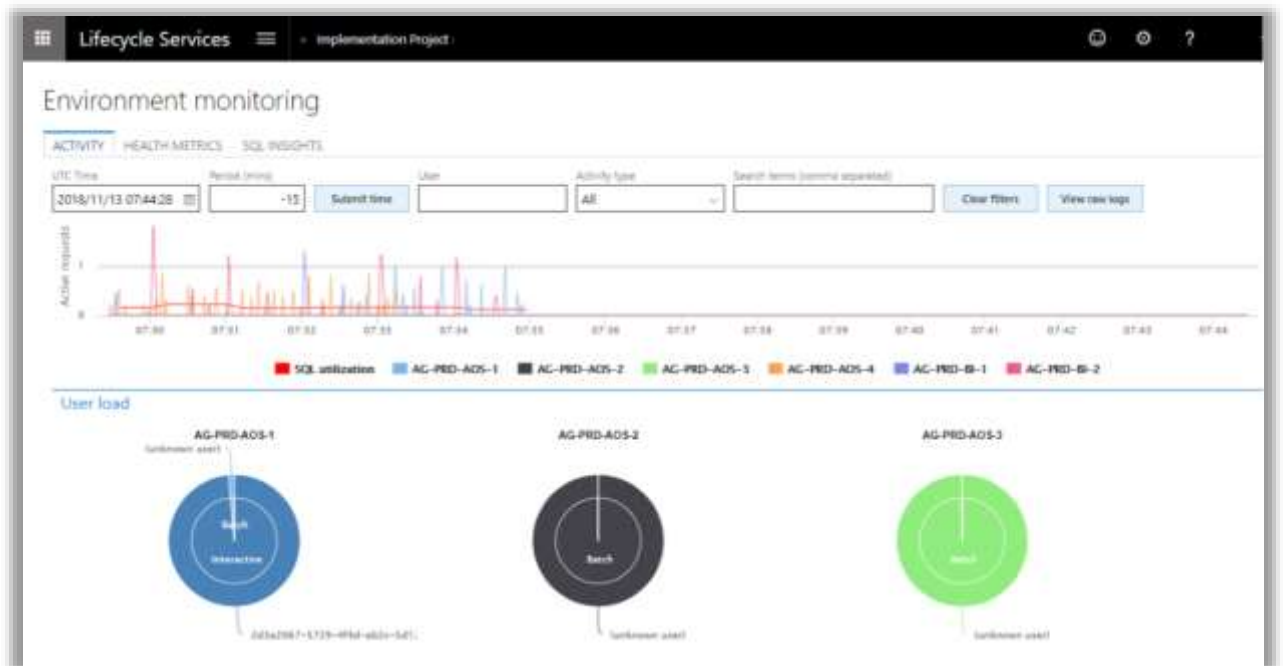 Lifecycle Services Implementation Project ?
Environment monitoring
ACTIVITY HEALTH METRICS SQL INSIGHTS
UTC Time Period (mins) User Activity type Search terms (comma separated)
2018/11/13 07:44:28 -15 Submit time All Clear filters View raw logs
Active requests
1
0
07:30 07:31 07:32 07:33 07:34 07:35 07:36 07:37 07:38 07:39 07:40 07:41 07:42 07:43 07:44
SQL utilization AG-PRD-AOS-1 AG-PRD-AOS-2 AG-PRD-AOS-3 AG-PRD-AOS-4 AG-PRD-BI-1 AG-PRD-BI-2
User load
AG-PRD-AOS-1 AG-PRD-AOS-2 AG-PRD-AOS-3
(unknown user)
Batch
Interactive Batch Batch
(unknown user) (unknown user)